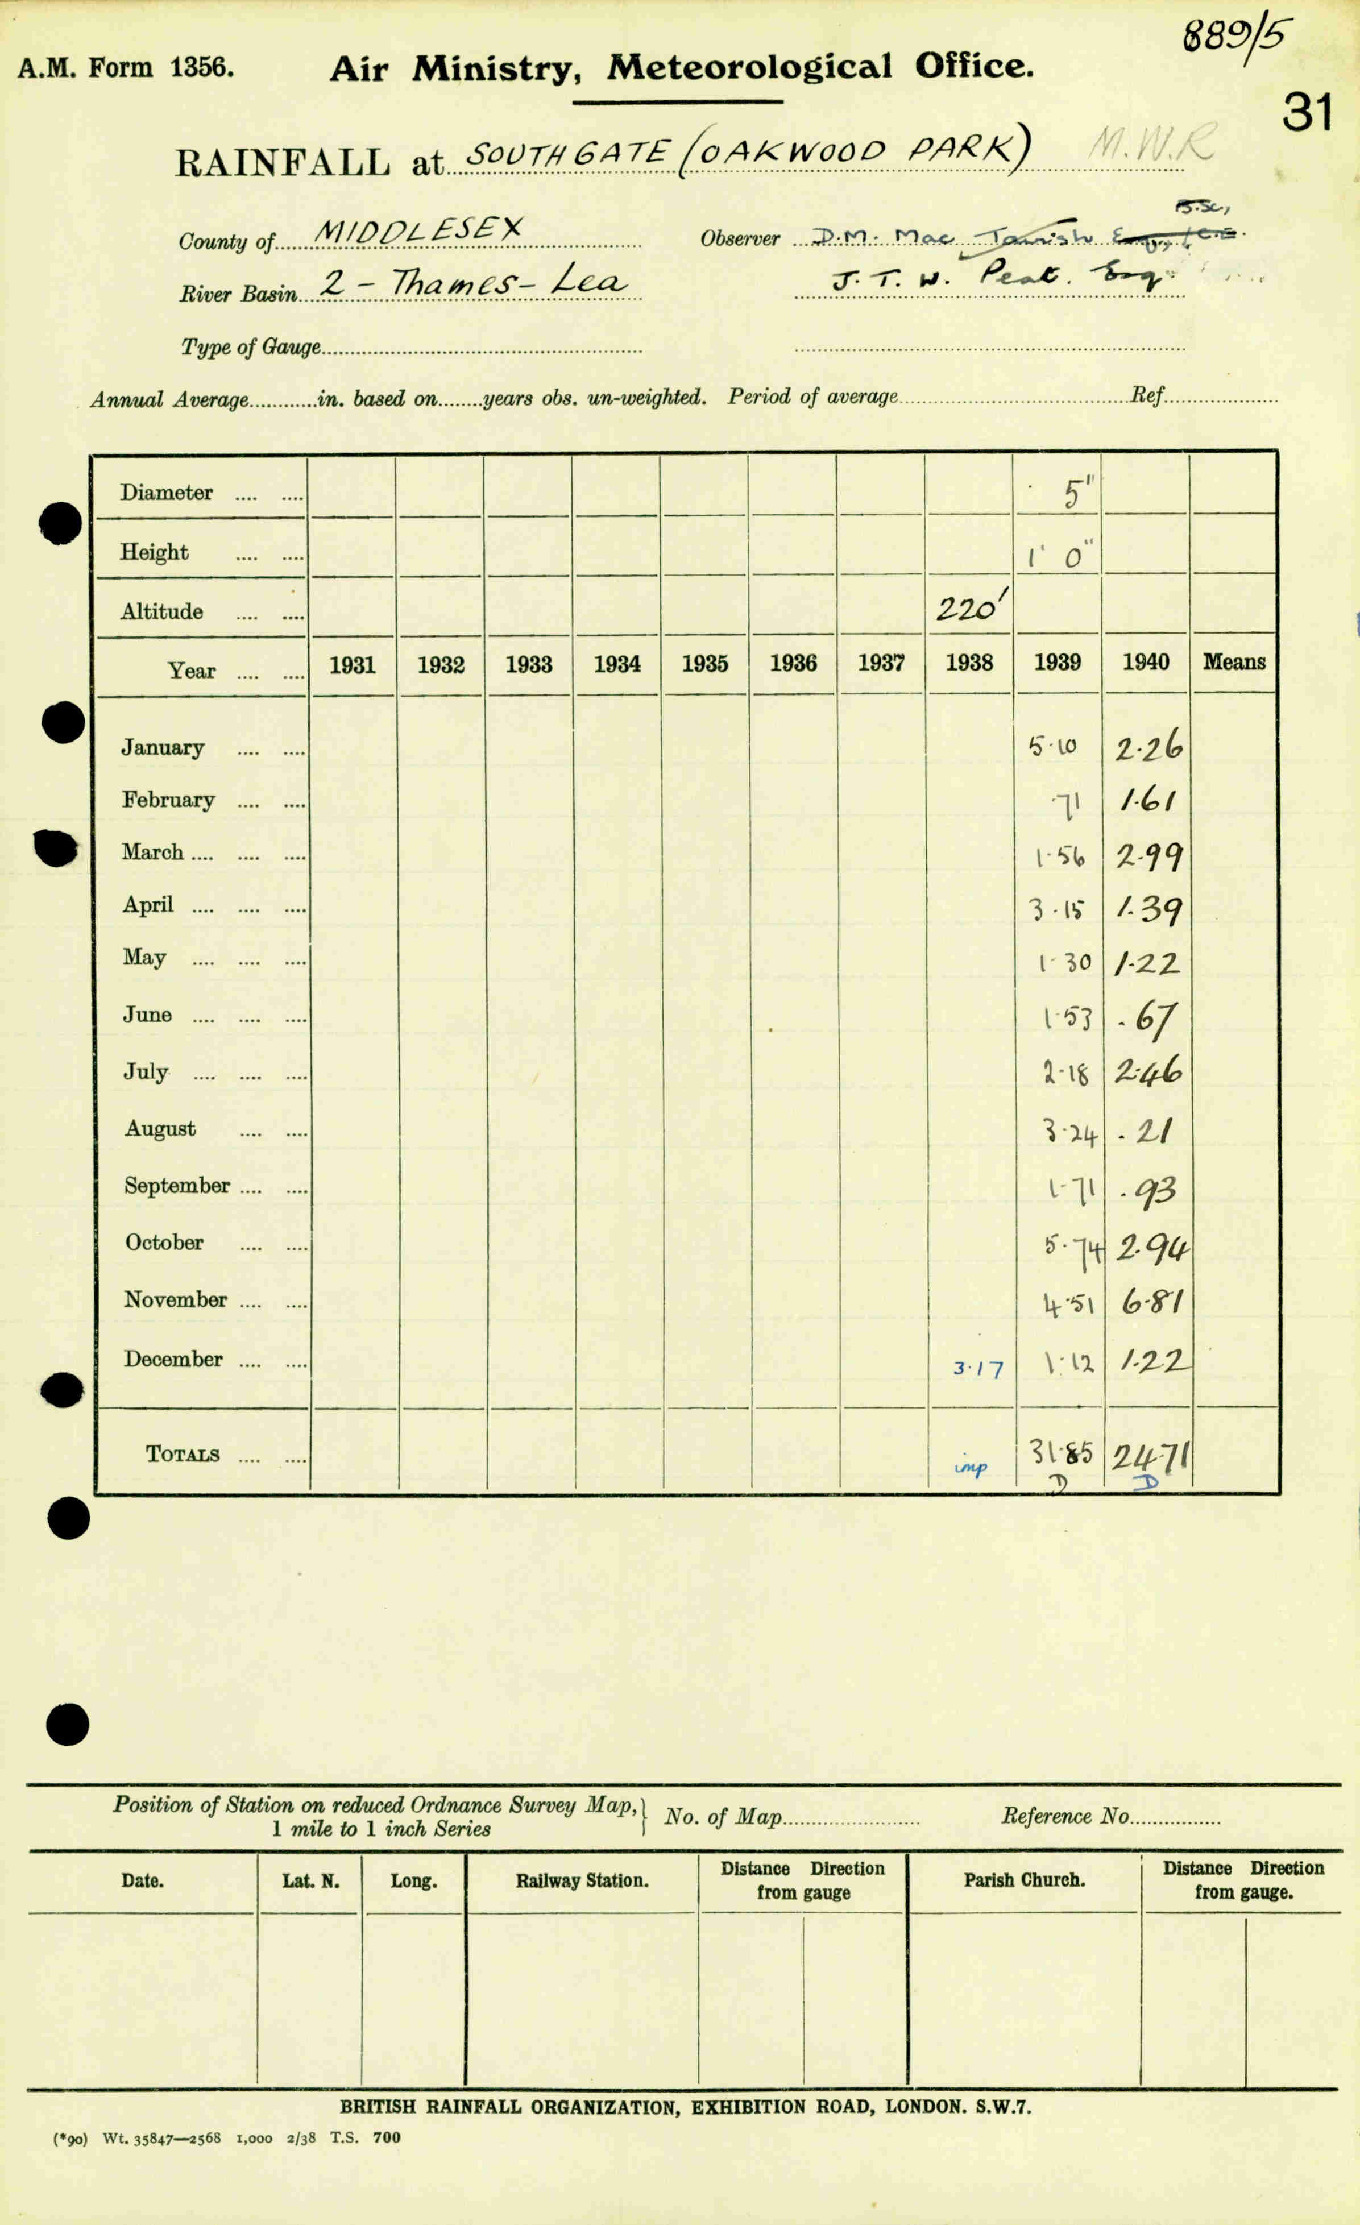 889/5
A.M. Form 1356. Air Ministry, Meteorological Office.
31
RAINFALL at SOUTHGATE (OAKWOOD PARK) M.W.R
B.Sc.,
County of MIDDLESEX Observer D.M. Mac Tavish Esq., I.C.E.
River Basin 2 - Thames - Lea J. T. W. Peat. Esq.
Type of Gauge
Annual Average in. based on years obs. un-weighted. Period of average Ref.
Diameter 5"
Height 1' 0"
Altitude 220'
Year 1931 1932 1933 1934 1935 1936 1937 1938 1939 1940 Means
January 5.10 2.26
February .71 1.61
March 1.56 2.99
April 3.15 1.39
May 1.30 1.22
June 1.53 .67
July 2.18 2.46
August 3.24 .21
September 1.71 .93
October 5.74 2.94
November 4.51 6.81
December 3.17 1.12 1.22
TOTALS imp 31.85 24.71
D D
Position of Station on reduced Ordnance Survey Map, 1 mile to 1 inch Series } No. of Map Reference No.
Date. Lat. N. Long. Railway Station. Distance Direction from gauge Parish Church. Distance Direction from gauge.
BRITISH RAINFALL ORGANIZATION, EXHIBITION ROAD, LONDON. S.W.7.
(*90) Wt. 35847—2568 1,000 2/38 T.S. 700